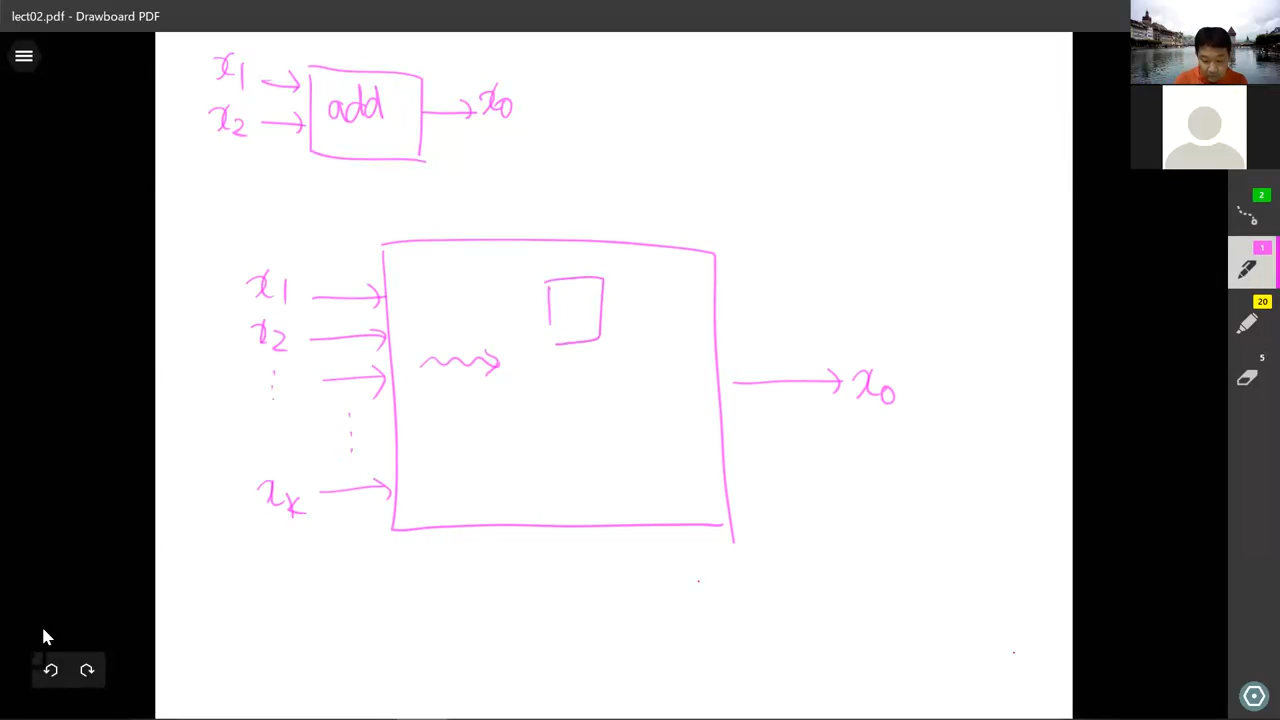 lect02.pdf - Drawboard PDF
x1
x2
add
x0
x1
x2
⋮
⋮
xk
x0
2
1
20
5